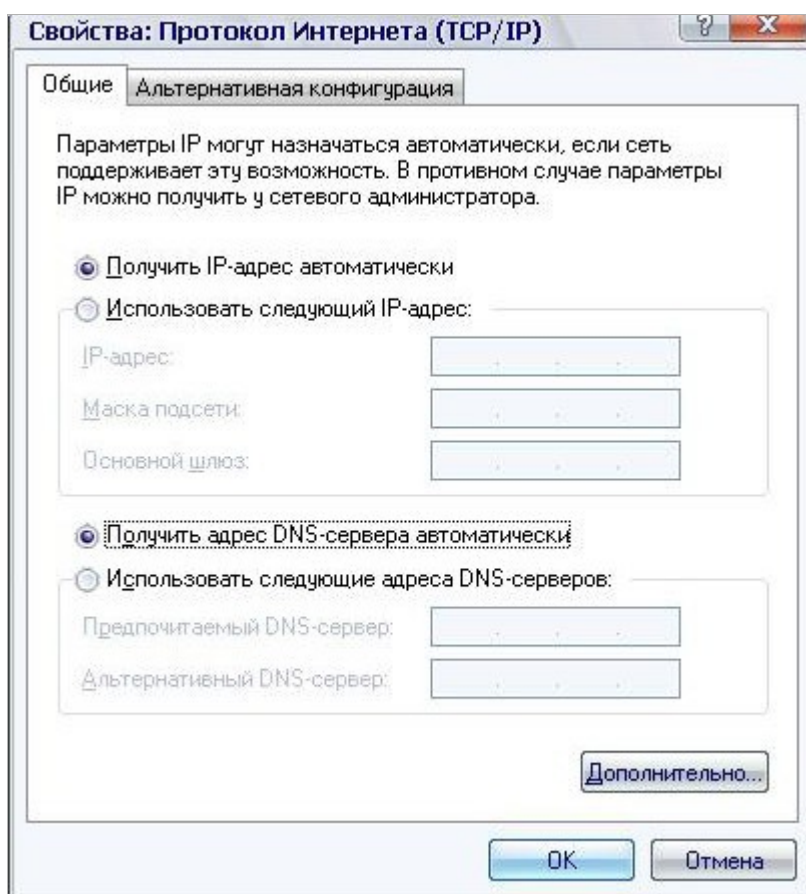 Свойства: Протокол Интернета (TCP/IP)
Общие
Альтернативная конфигурация
Параметры IP могут назначаться автоматически, если сеть
поддерживает эту возможность. В противном случае параметры
IP можно получить у сетевого администратора.
Получить IP-адрес автоматически
Использовать следующий IP-адрес:
IP-адрес:
Маска подсети:
Основной шлюз:
Получить адрес DNS-сервера автоматически
Использовать следующие адреса DNS-серверов:
Предпочитаемый DNS-сервер:
Альтернативный DNS-сервер:
Дополнительно...
OK
Отмена